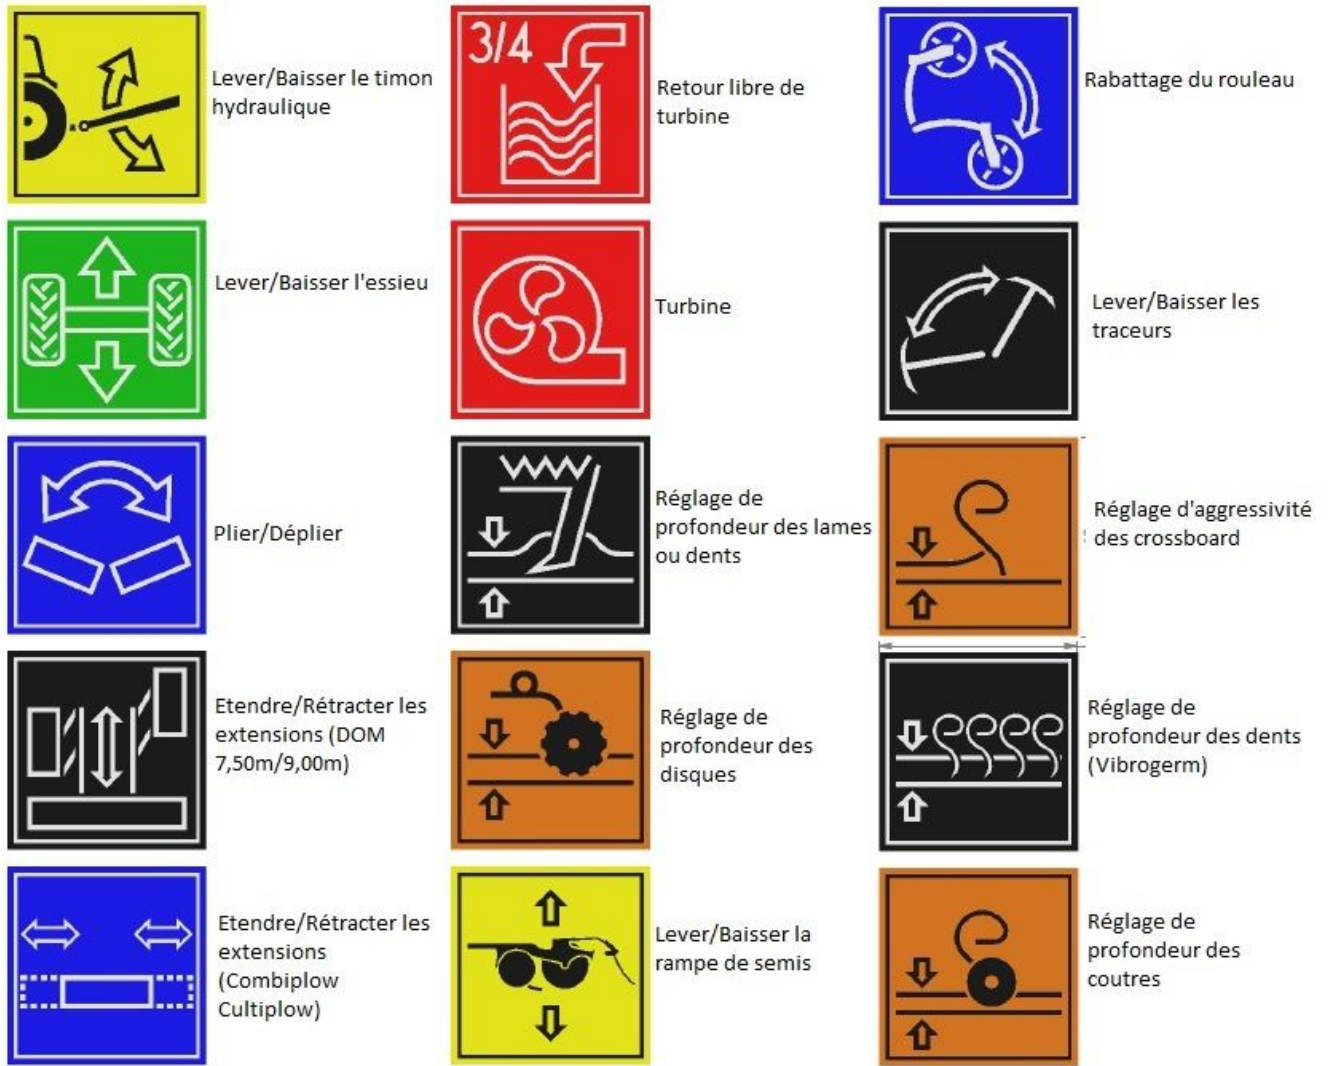 Lever/Baisser le timon
hydraulique
3/4
Retour libre de
turbine
Rabattage du rouleau
Lever/Baisser l'essieu
Turbine
Lever/Baisser les
traceurs
Plier/Déplier
Réglage de
profondeur des lames
ou dents
Réglage d'aggressivité
des crossboard
Etendre/Rétracter les
extensions (DOM
7,50m/9,00m)
Réglage de
profondeur des
disques
Réglage de
profondeur des dents
(Vibrogerm)
Etendre/Rétracter les
extensions
(Combiplow
Cultiplow)
Lever/Baisser la
rampe de semis
Réglage de
profondeur des
coutres